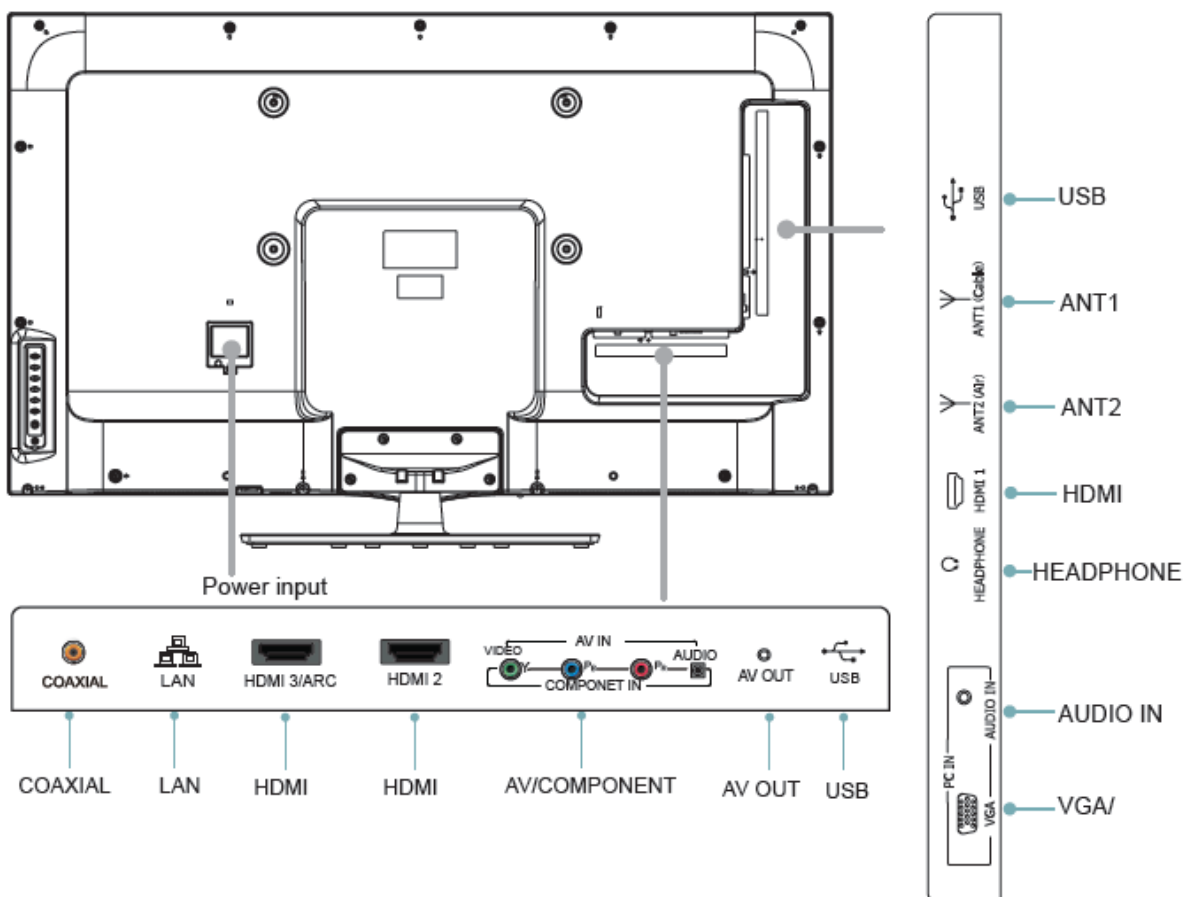 Power input
COAXIAL
LAN
HDMI 3/ARC
HDMI 2
VIDEO
AV IN
AUDIO
Y
PB
PR
COMPONET IN
AV OUT
USB
COAXIAL
LAN
HDMI
HDMI
AV/COMPONENT
AV OUT
USB
USB
USB
ANT1 (Cable)
ANT1
ANT2 (Air)
ANT2
HDMI 1
HDMI
HEADPHONE
HEADPHONE
AUDIO IN
AUDIO IN
PC IN
VGA
VGA/